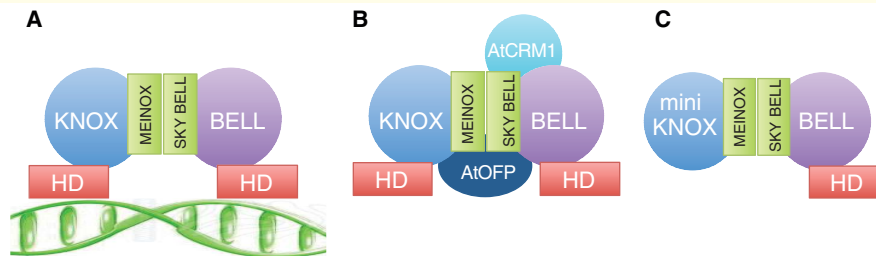 A
KNOX
MEINOX
SKY BELL
BELL
HD
HD
B
AtCRM1
KNOX
MEINOX
SKY BELL
BELL
HD
AtOFP
HD
C
mini
KNOX
MEINOX
SKY BELL
BELL
HD